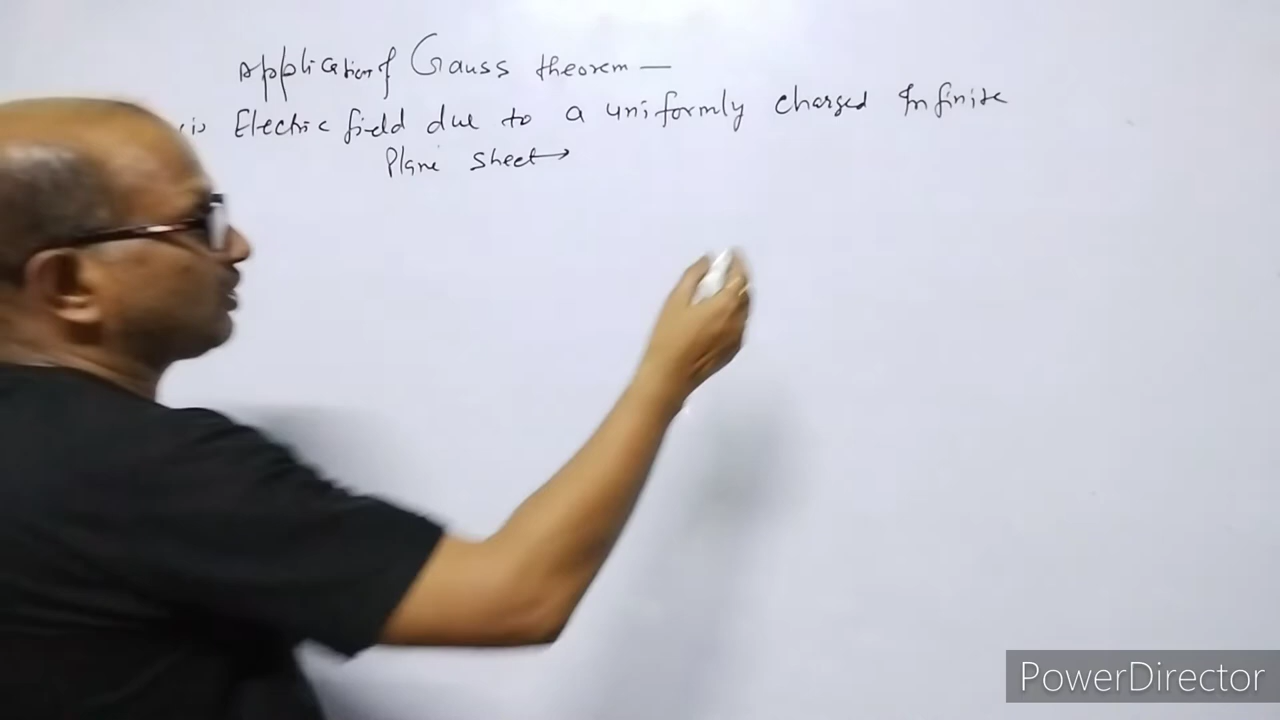 Application of Gauss theorem —
(i) Electric field due to a uniformly charged Infinite
Plane sheet →
PowerDirector